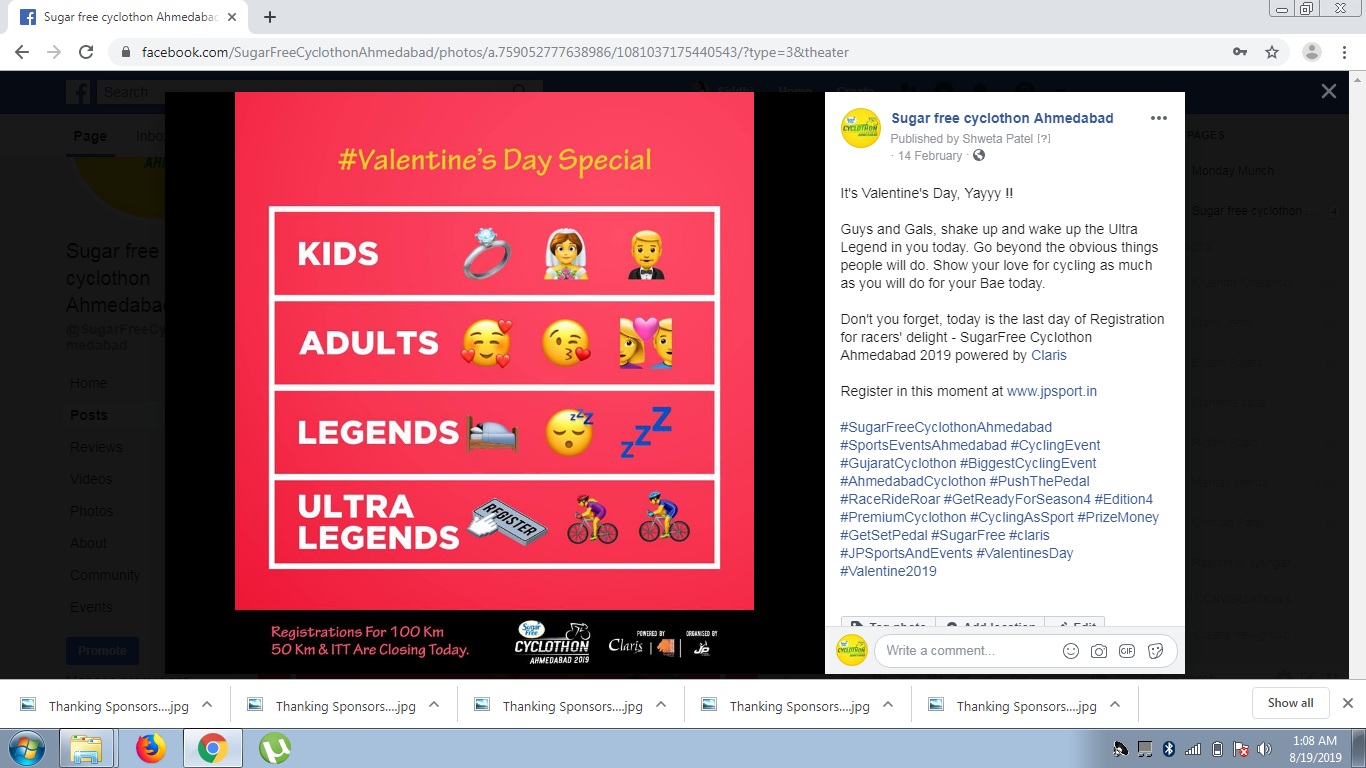 Sugar free cyclothon Ahmedabad
facebook.com/SugarFreeCyclothonAhmedabad/photos/a.759052777638986/1081037175440543/?type=3&theater
Search
Home
Page
#Valentine's Day Special
KIDS
ADULTS
LEGENDS
ULTRA
LEGENDS
REGISTER
Registrations For 100 Km
50 Km & ITT Are Closing Today.
Sugar Free
CYCLOTHON
AHMEDABAD 2019
POWERED BY
Claris
ORGANISED BY
JP
Sugar free cyclothon Ahmedabad
Published by Shweta Patel [?]
· 14 February ·
It's Valentine's Day, Yayyy !!
Guys and Gals, shake up and wake up the Ultra
Legend in you today. Go beyond the obvious things
people will do. Show your love for cycling as much
as you will do for your Bae today.
Don't you forget, today is the last day of Registration
for racers' delight - SugarFree Cyclothon
Ahmedabad 2019 powered by Claris
Register in this moment at www.jpsport.in
#SugarFreeCyclothonAhmedabad
#SportsEventsAhmedabad #CyclingEvent
#GujaratCyclothon #BiggestCyclingEvent
#AhmedabadCyclothon #PushThePedal
#RaceRideRoar #GetReadyForSeason4 #Edition4
#PremiumCyclothon #CyclingAsSport #PrizeMoney
#GetSetPedal #SugarFree #claris
#JPSportsAndEvents #ValentinesDay
#Valentine2019
Tag photo
Add location
Edit
Write a comment...
GIF
Sugar free
cyclothon
Ahmedabad
@SugarFreeCy
medabad
Home
Posts
Reviews
Videos
Photos
About
Community
Events
Promote
PAGES
Monday Munch
Sugar free cyclothon ...
Thanking Sponsors....jpg
Thanking Sponsors....jpg
Thanking Sponsors....jpg
Thanking Sponsors....jpg
Thanking Sponsors....jpg
Show all
1:08 AM
8/19/2019